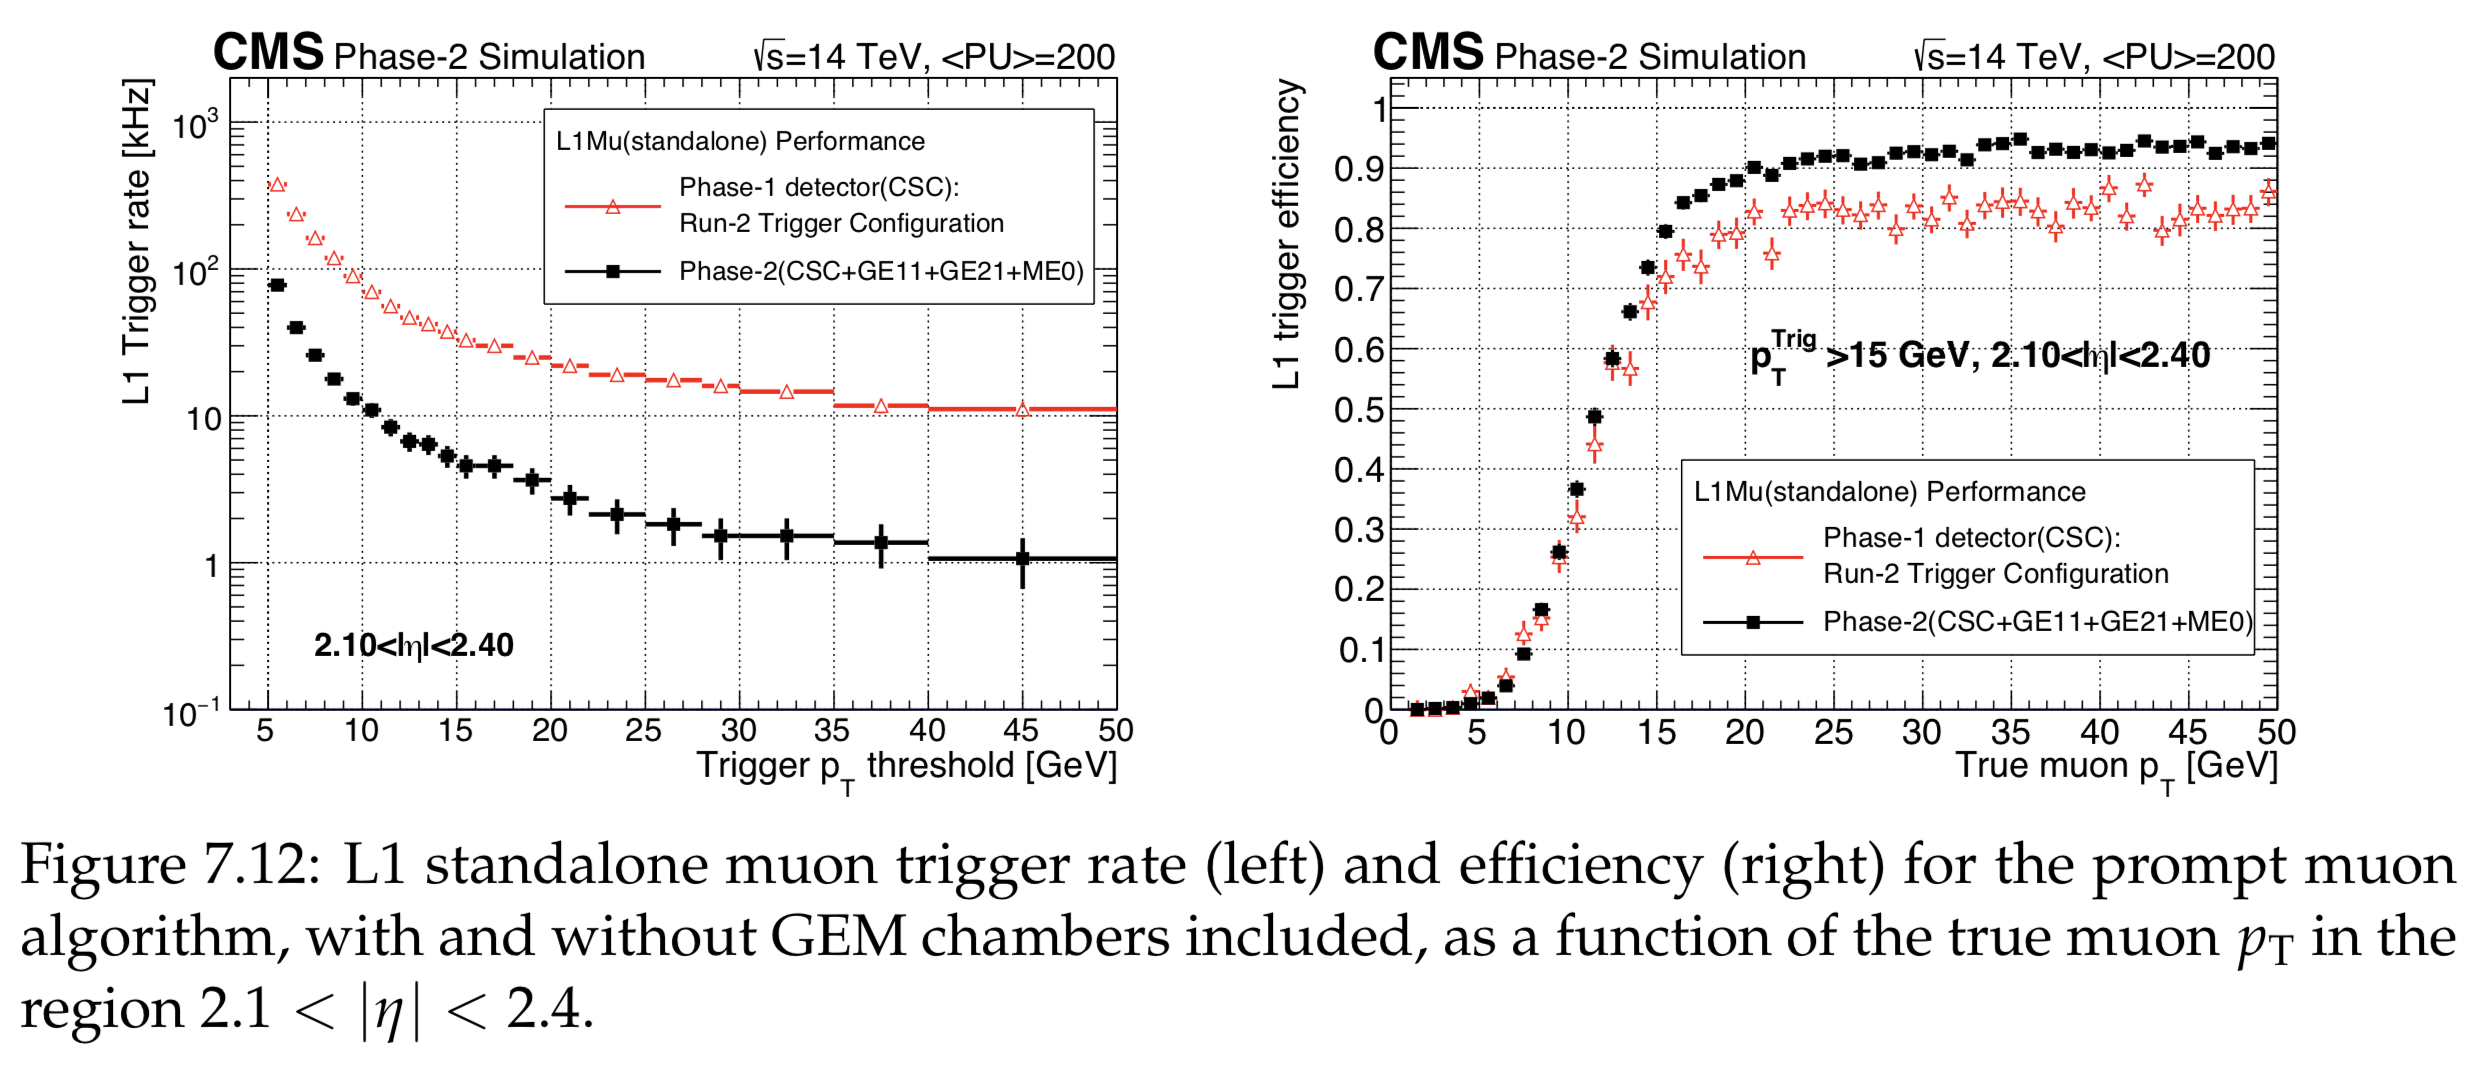 CMS Phase-2 Simulation √s=14 TeV, <PU>=200
L1 Trigger rate [kHz]
10³
10²
10
1
10⁻¹
L1Mu(standalone) Performance
Phase-1 detector(CSC):
Run-2 Trigger Configuration
Phase-2(CSC+GE11+GE21+ME0)
2.10<|η|<2.40
5 10 15 20 25 30 35 40 45 50
Trigger p_T threshold [GeV]
CMS Phase-2 Simulation √s=14 TeV, <PU>=200
L1 trigger efficiency
1
0.9
0.8
0.7
0.6
0.5
0.4
0.3
0.2
0.1
0
p_T^Trig >15 GeV, 2.10<|η|<2.40
L1Mu(standalone) Performance
Phase-1 detector(CSC):
Run-2 Trigger Configuration
Phase-2(CSC+GE11+GE21+ME0)
0 5 10 15 20 25 30 35 40 45 50
True muon p_T [GeV]
Figure 7.12: L1 standalone muon trigger rate (left) and efficiency (right) for the prompt muon
algorithm, with and without GEM chambers included, as a function of the true muon p_T in the
region 2.1 < |η| < 2.4.